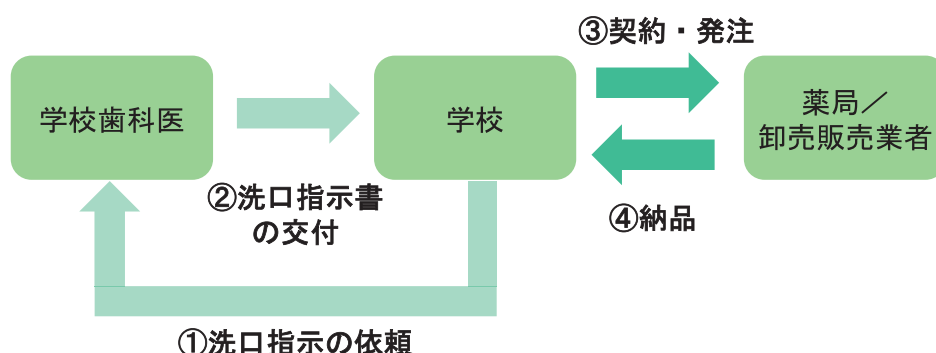 ③契約・発注
学校歯科医
学校
薬局／
卸売販売業者
②洗口指示書
の交付
④納品
①洗口指示の依頼